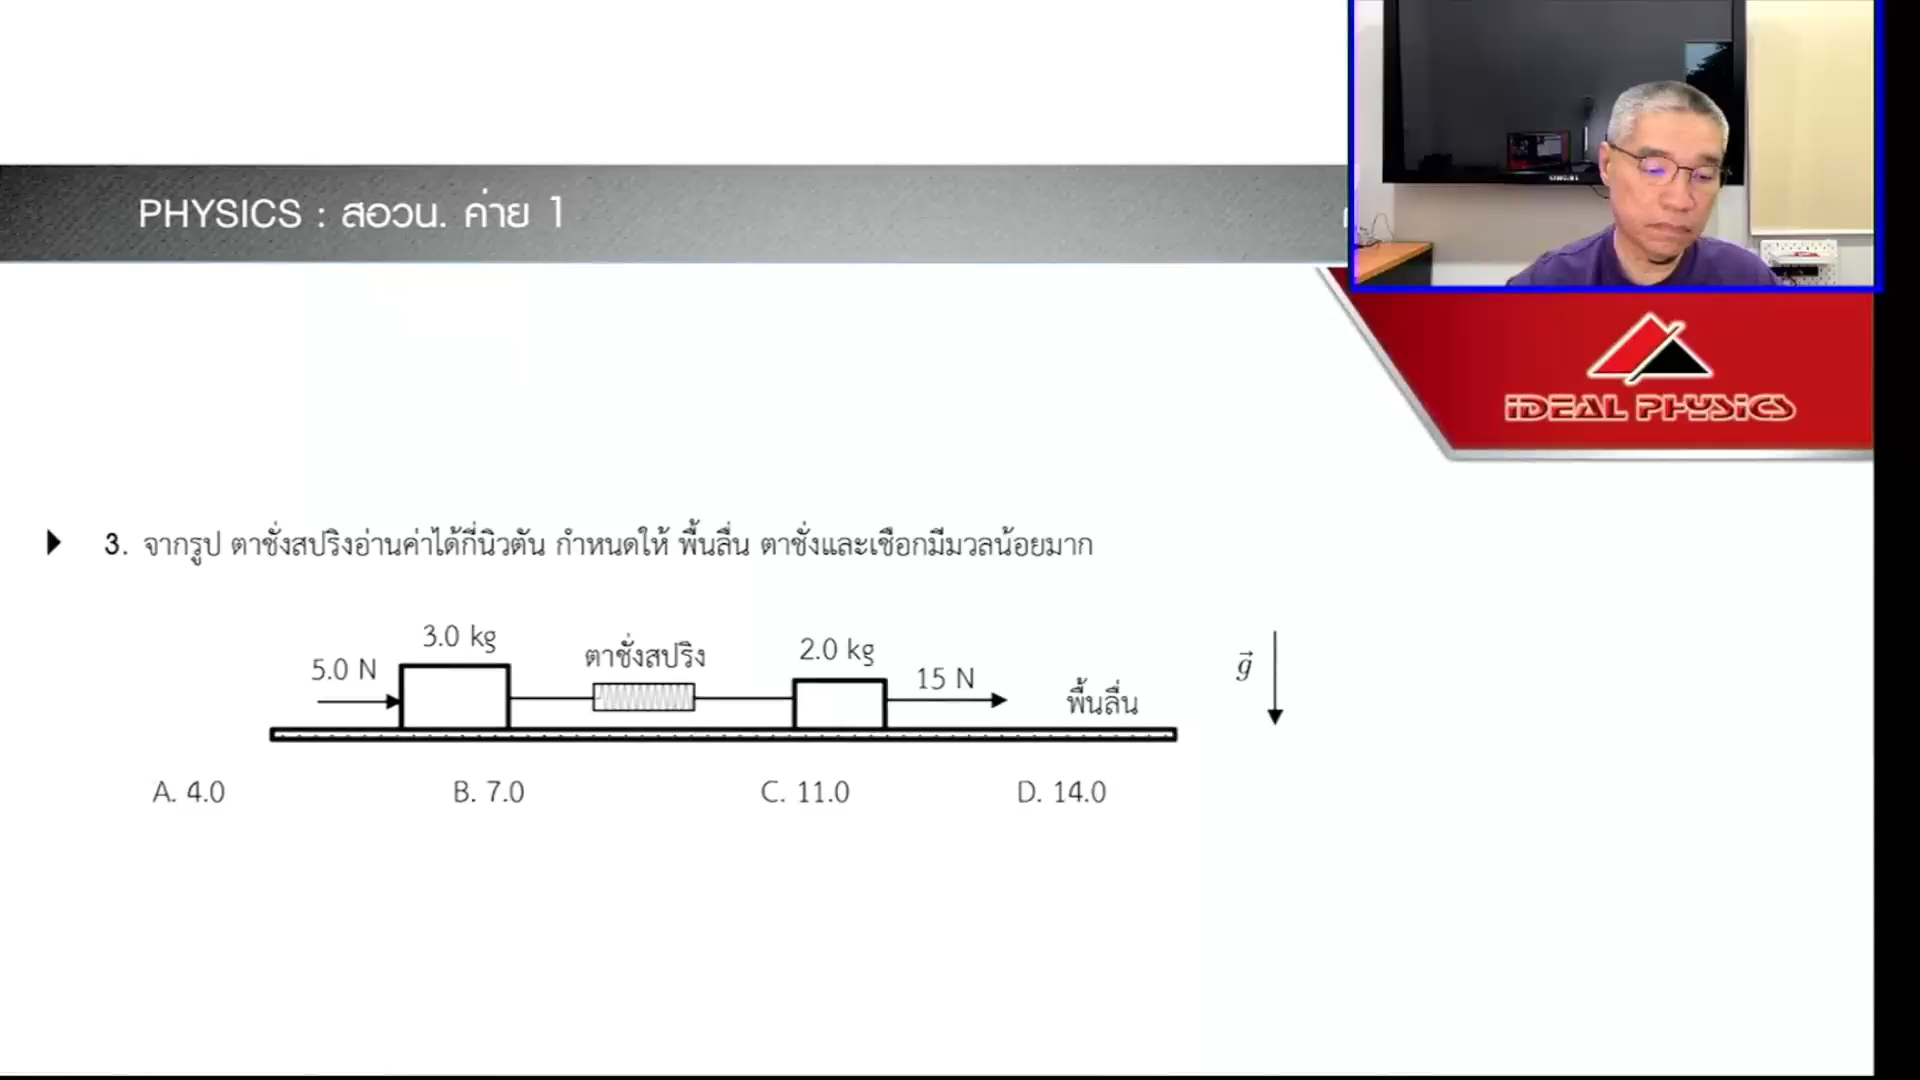 PHYSICS : สอวน. ค่าย 1
IDEAL PHYSICS
3. จากรูป ตาชั่งสปริงอ่านค่าได้กี่นิวตัน กำหนดให้ พื้นลื่น ตาชั่งและเชือกมีมวลน้อยมาก
3.0 kg
ตาชั่งสปริง
2.0 kg
5.0 N
15 N
พื้นลื่น
g⃗
A. 4.0 B. 7.0 C. 11.0 D. 14.0